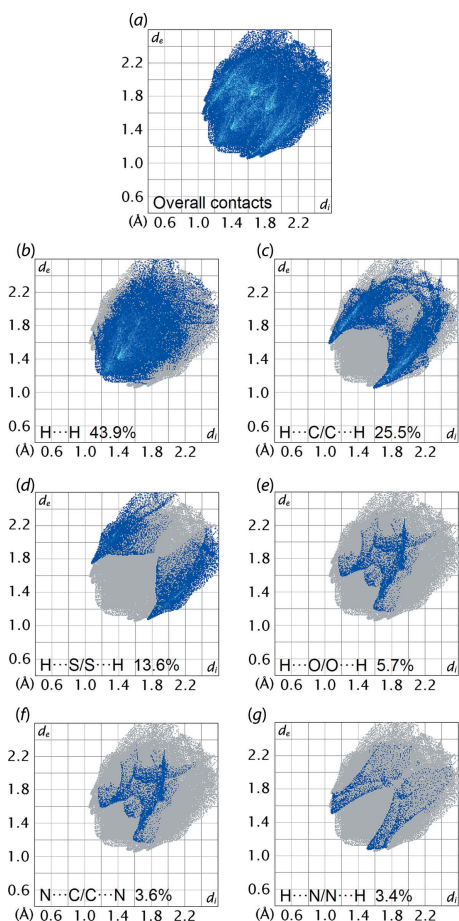 (a)
dₑ
2.2
1.8
1.4
1.0
0.6
Overall contacts dᵢ
(Å) 0.6 1.0 1.4 1.8 2.2
(b)
dₑ
2.2
1.8
1.4
1.0
0.6
H···H 43.9% dᵢ
(Å) 0.6 1.0 1.4 1.8 2.2
(c)
dₑ
2.2
1.8
1.4
1.0
0.6
H···C/C···H 25.5% dᵢ
(Å) 0.6 1.0 1.4 1.8 2.2
(d)
dₑ
2.2
1.8
1.4
1.0
0.6
H···S/S···H 13.6% dᵢ
(Å) 0.6 1.0 1.4 1.8 2.2
(e)
dₑ
2.2
1.8
1.4
1.0
0.6
H···O/O···H 5.7% dᵢ
(Å) 0.6 1.0 1.4 1.8 2.2
(f)
dₑ
2.2
1.8
1.4
1.0
0.6
N···C/C···N 3.6% dᵢ
(Å) 0.6 1.0 1.4 1.8 2.2
(g)
dₑ
2.2
1.8
1.4
1.0
0.6
H···N/N···H 3.4% dᵢ
(Å) 0.6 1.0 1.4 1.8 2.2